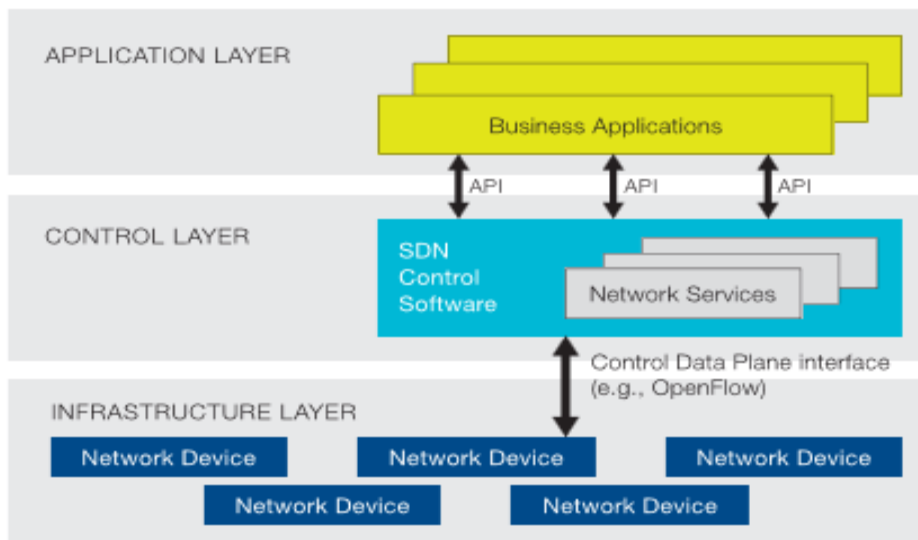 APPLICATION LAYER
Business Applications
API
API
API
CONTROL LAYER
SDN
Control
Software
Network Services
Control Data Plane interface
(e.g., OpenFlow)
INFRASTRUCTURE LAYER
Network Device
Network Device
Network Device
Network Device
Network Device